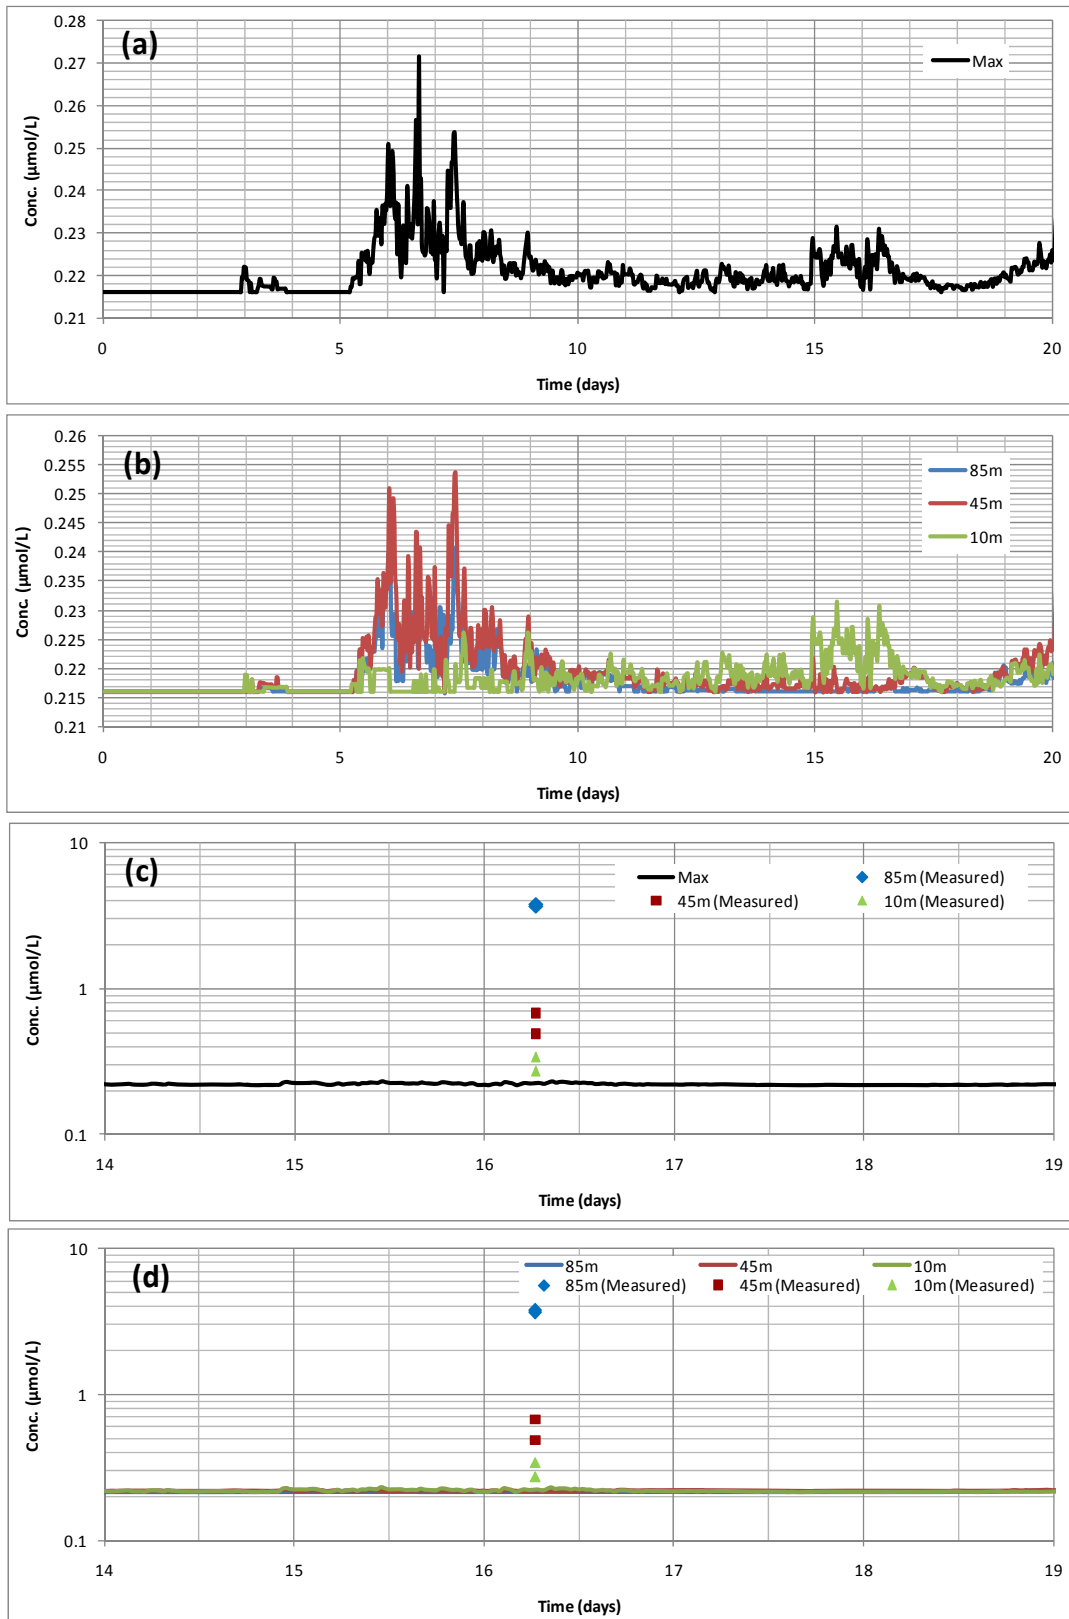 (a)
Max
Conc. (µmol/L)
0.28
0.27
0.26
0.25
0.24
0.23
0.22
0.21
0 5 10 15 20
Time (days)
(b)
85m
45m
10m
Conc. (µmol/L)
0.26
0.255
0.25
0.245
0.24
0.235
0.23
0.225
0.22
0.215
0.21
0 5 10 15 20
Time (days)
(c)
Max 85m (Measured)
45m (Measured) 10m (Measured)
Conc. (µmol/L)
10
1
0.1
14 15 16 17 18 19
Time (days)
(d)
85m 45m 10m
85m (Measured) 45m (Measured) 10m (Measured)
Conc. (µmol/L)
10
1
0.1
14 15 16 17 18 19
Time (days)